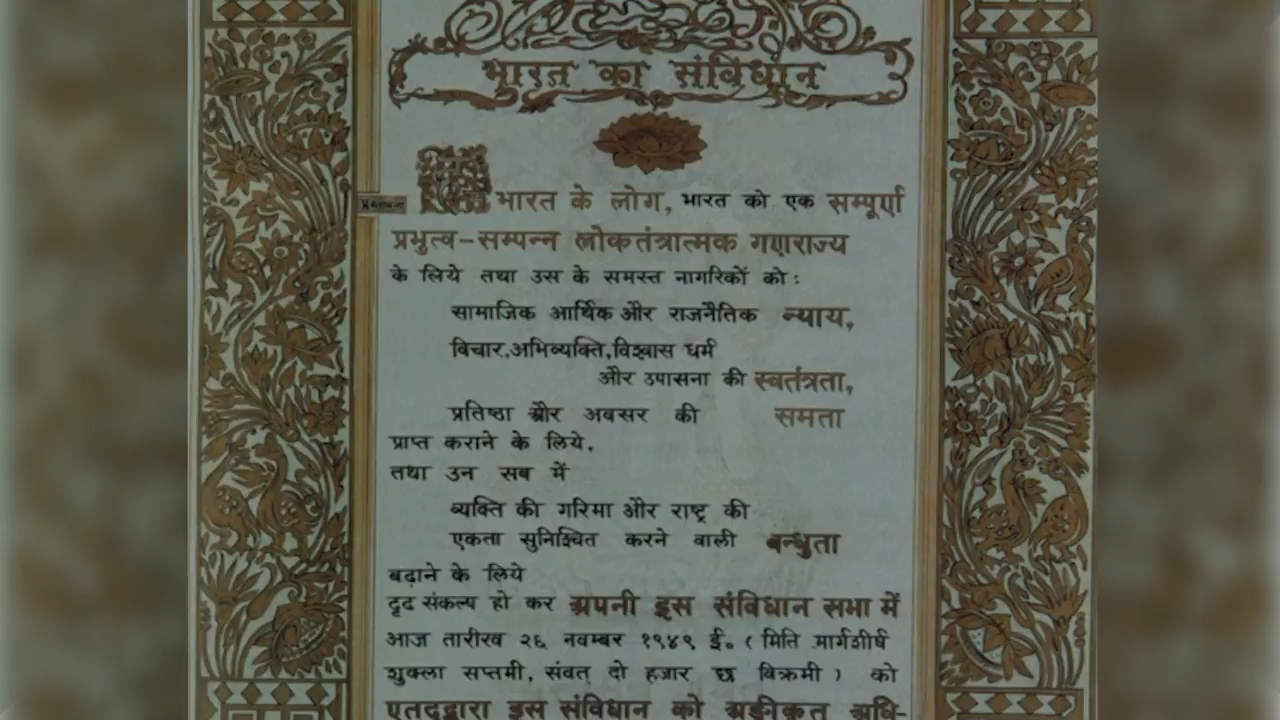 भारत का संविधान
भारत के लोग, भारत को एक सम्पूर्ण
प्रभुत्व-सम्पन्न लोकतंत्रात्मक गणराज्य
के लिये तथा उस के समस्त नागरिकों को:
सामाजिक आर्थिक और राजनैतिक न्याय,
विचार,अभिव्यक्ति,विश्वास धर्म
और उपासना की स्वतंत्रता,
प्रतिष्ठा और अवसर की समता
प्राप्त कराने के लिये,
तथा उन सब में
व्यक्ति की गरिमा और राष्ट्र की
एकता सुनिश्चित करने वाली बन्धुता
बढ़ाने के लिये
दृढ संकल्प हो कर अपनी इस संविधान सभा में
आज तारीख २६ नवम्बर १९४९ ई० ( मिति मार्गशीर्ष
शुक्ला सप्तमी, संवत् दो हजार छ विक्रमी ) को
एतदद्वारा इस संविधान को अङ्गीकृत अधि-